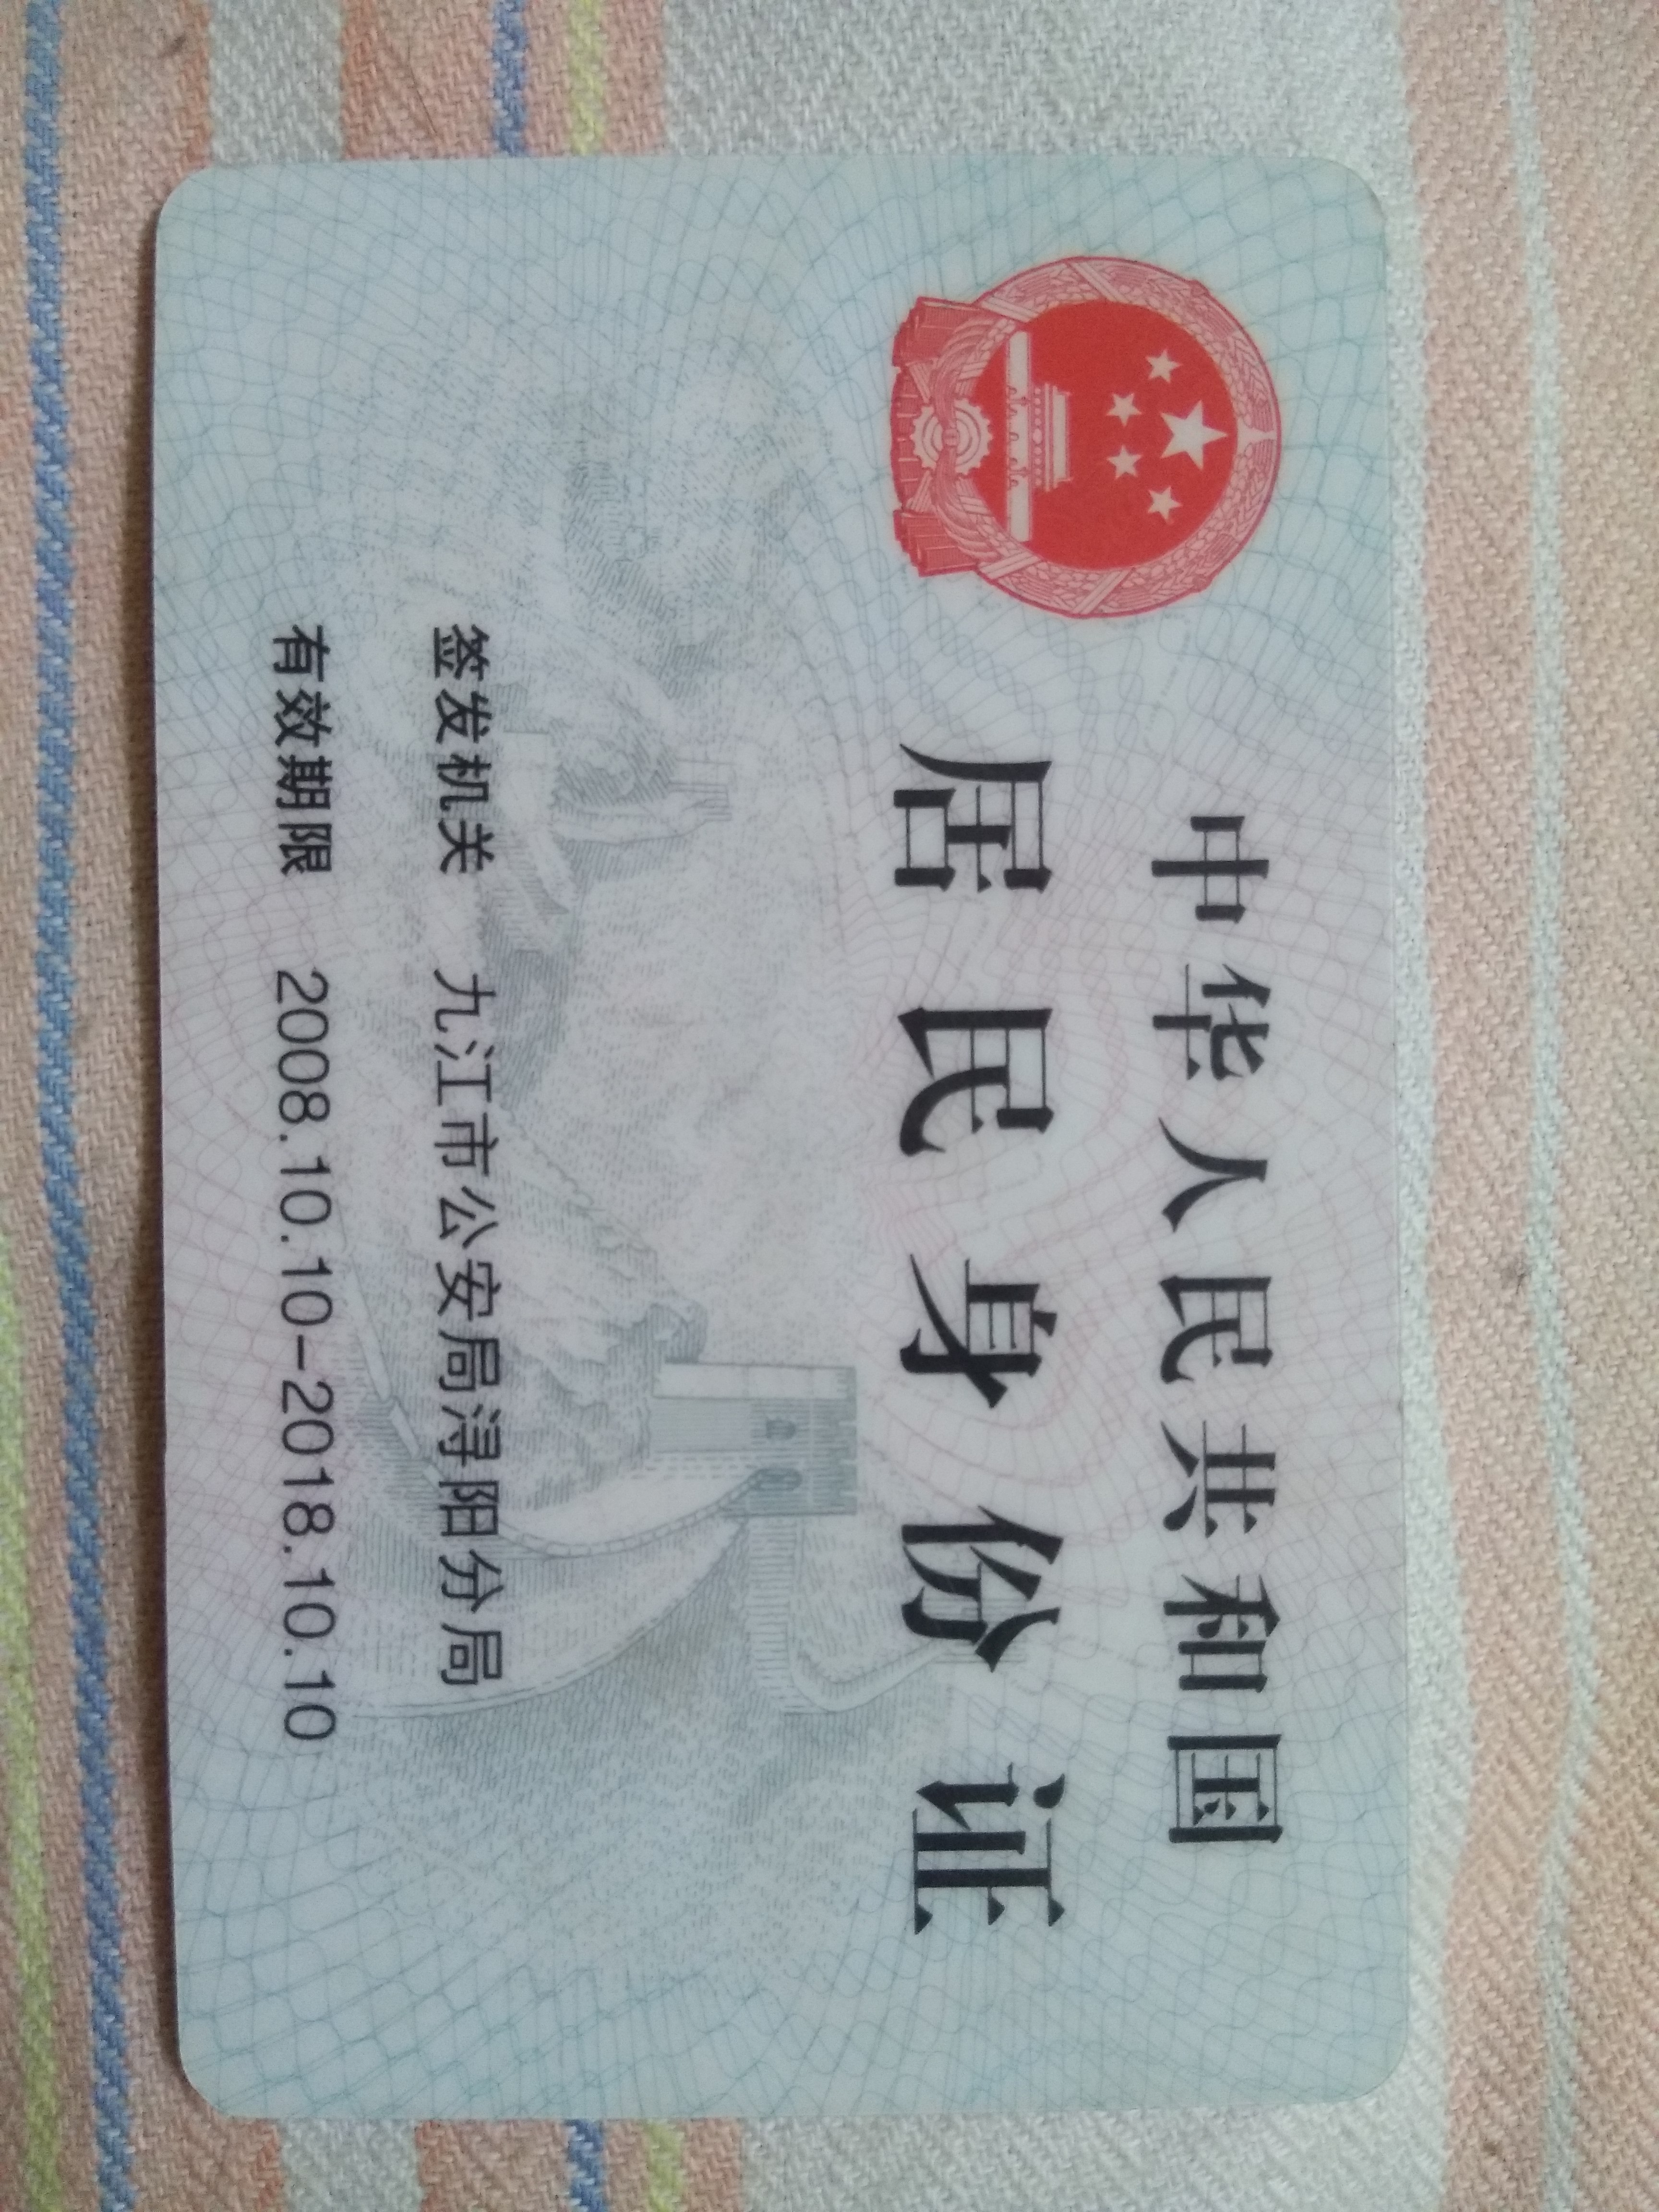 中华人民共和国
居民身份证
签发机关 九江市公安局浔阳分局
有效期限 2008.10.10-2018.10.10